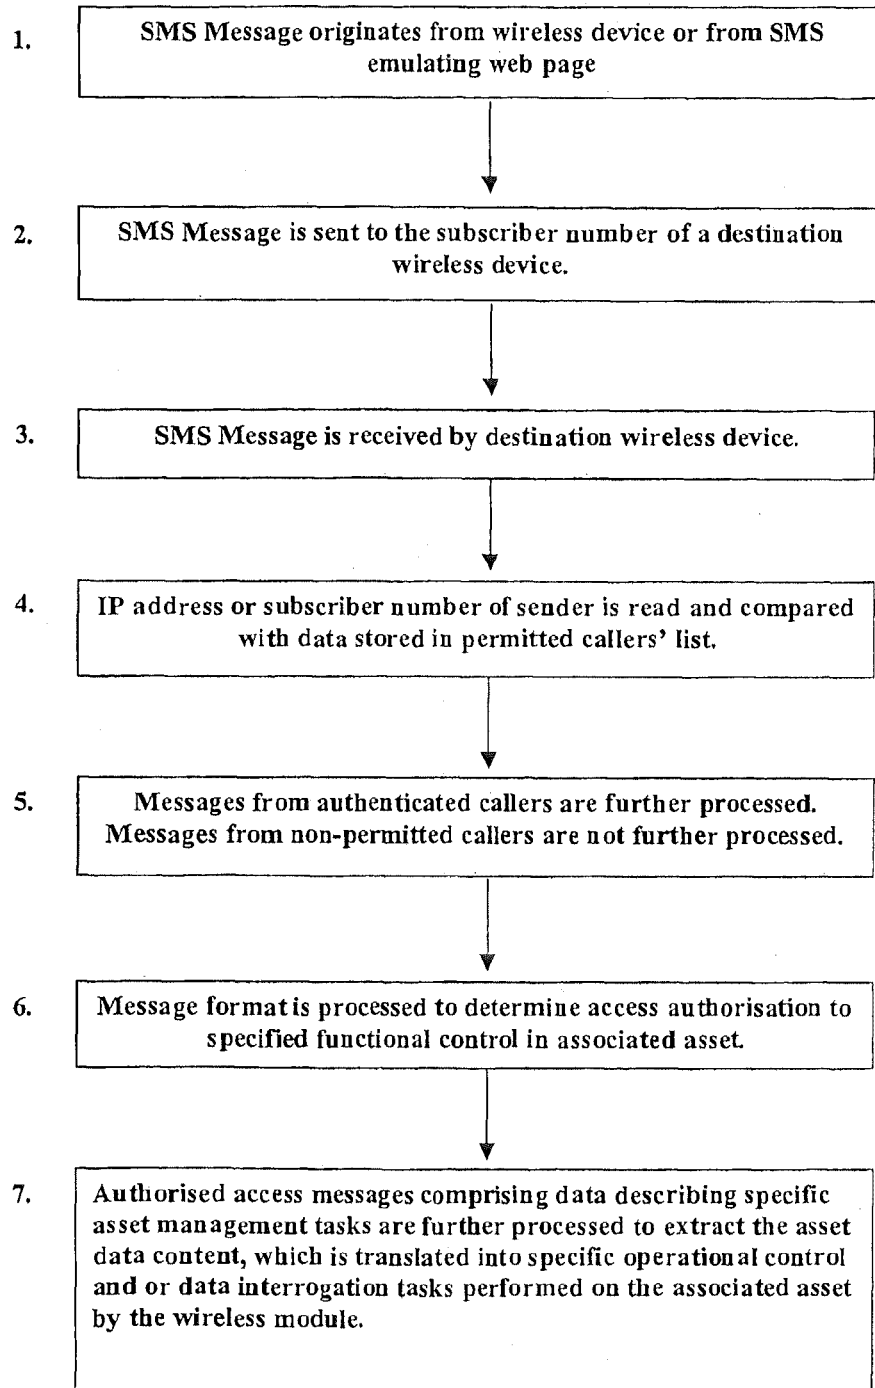 1.
SMS Message originates from wireless device or from SMS
emulating web page
2.
SMS Message is sent to the subscriber number of a destination
wireless device.
3.
SMS Message is received by destination wireless device.
4.
IP address or subscriber number of sender is read and compared
with data stored in permitted callers' list.
5.
Messages from authenticated callers are further processed.
Messages from non-permitted callers are not further processed.
6.
Message format is processed to determine access authorisation to
specified functional control in associated asset.
7.
Authorised access messages comprising data describing specific
asset management tasks are further processed to extract the asset
data content, which is translated into specific operational control
and or data interrogation tasks performed on the associated asset
by the wireless module.